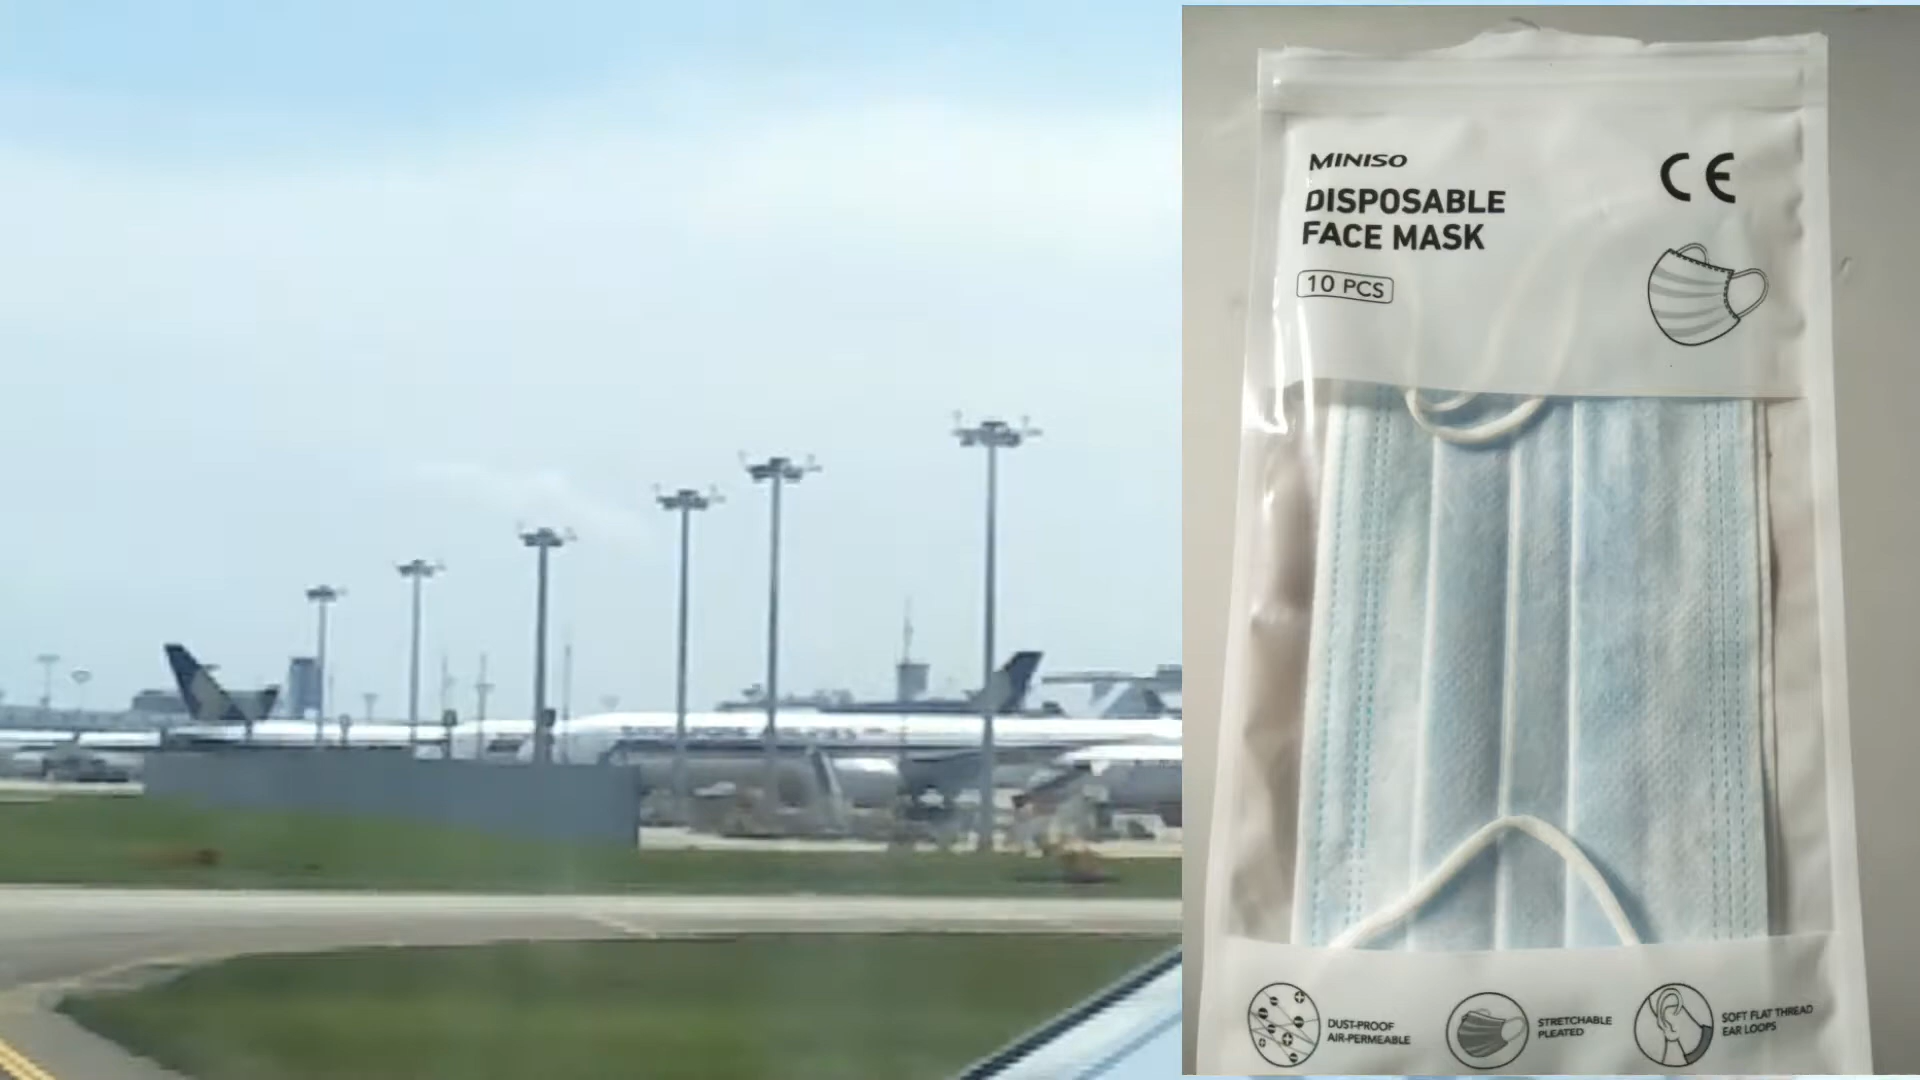 MINISO
DISPOSABLE
FACE MASK
10 PCS
CE
DUST-PROOF
AIR-PERMEABLE
STRETCHABLE
PLEATED
SOFT FLAT THREAD
EAR LOOPS